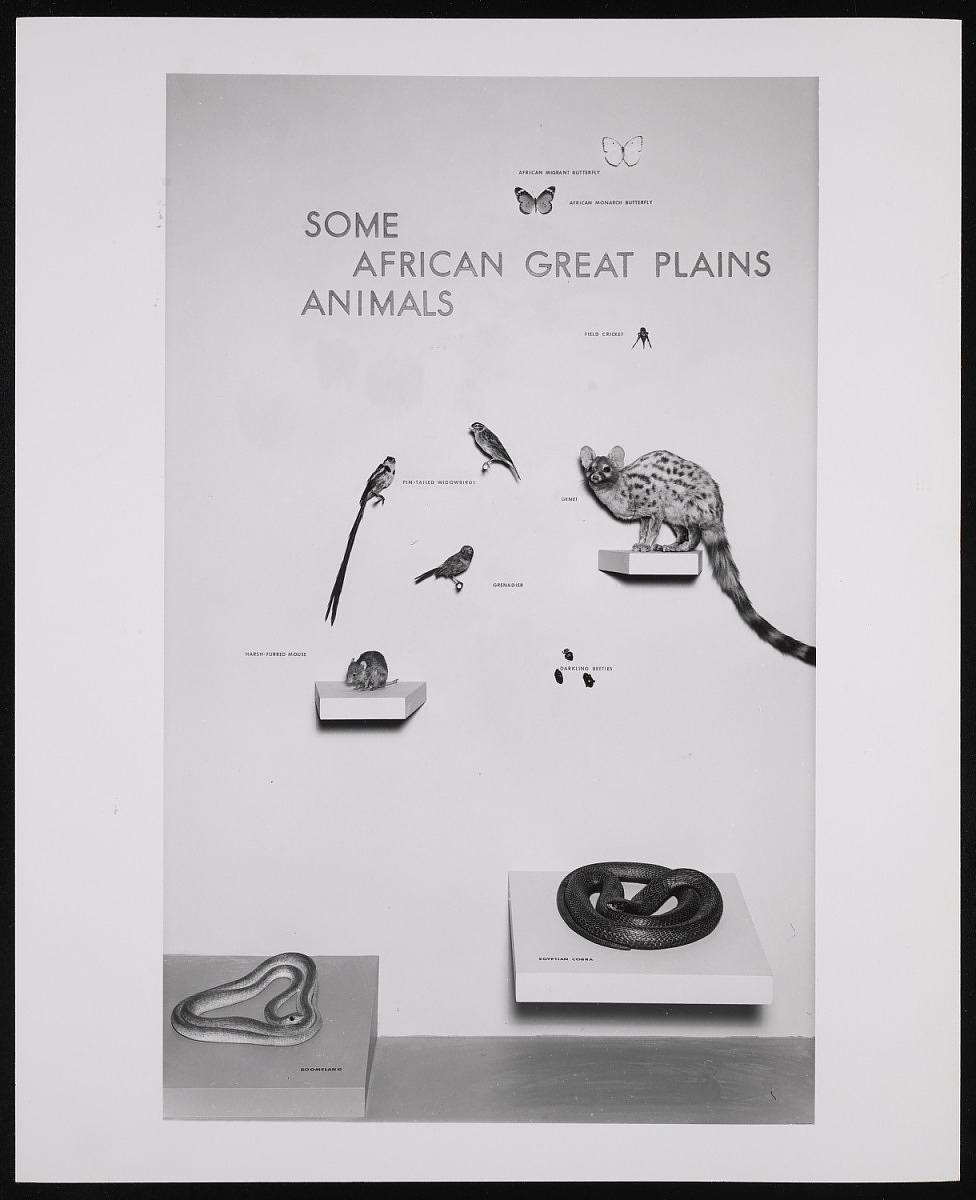 AFRICAN MIGRANT BUTTERFLY
AFRICAN MONARCH BUTTERFLY
SOME
AFRICAN GREAT PLAINS
ANIMALS
FIELD CRICKET
PIN-TAILED WIDOWBIRDS
GENET
GRENADIER
HARSH-FURRED MOUSE
DARKLING BEETLES
EGYPTIAN COBRA
BOOMSLANG